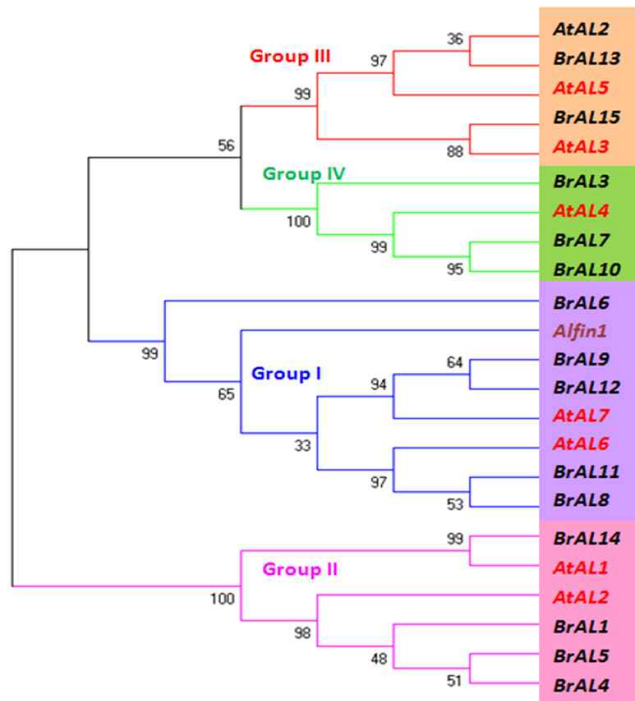 AtAL2
36
BrAL13
Group III
97
AtAL5
99
BrAL15
56
AtAL3
88
Group IV
BrAL3
100
AtAL4
99
BrAL7
95
BrAL10
BrAL6
99
Alfin1
65
Group I
BrAL9
64
BrAL12
94
AtAL7
33
AtAL6
97
BrAL11
53
BrAL8
BrAL14
99
AtAL1
Group II
100
AtAL2
98
BrAL1
48
BrAL5
51
BrAL4